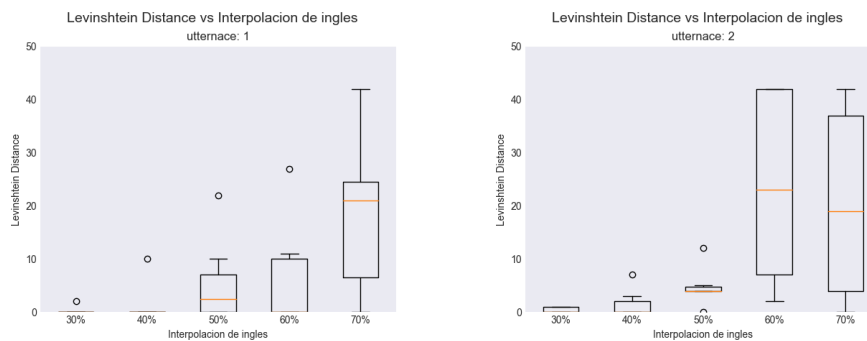 Levinshtein Distance vs Interpolacion de ingles
utternace: 1
50
40
30
20
10
0
Levinshtein Distance
30% 40% 50% 60% 70%
Interpolacion de ingles
Levinshtein Distance vs Interpolacion de ingles
utternace: 2
50
40
30
20
10
0
Levinshtein Distance
30% 40% 50% 60% 70%
Interpolacion de ingles